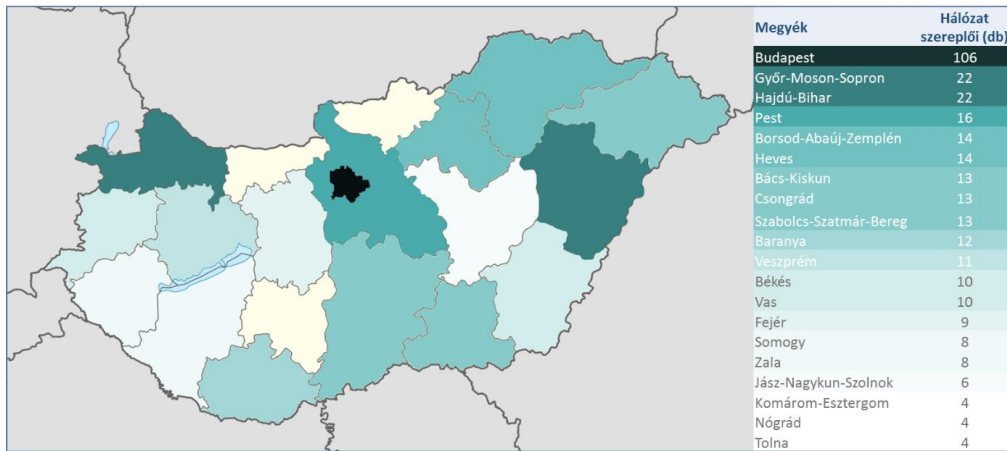 Megyék Hálózat
szereplői (db)
Budapest 106
Győr-Moson-Sopron 22
Hajdú-Bihar 22
Pest 16
Borsod-Abaúj-Zemplén 14
Heves 14
Bács-Kiskun 13
Csongrád 13
Szabolcs-Szatmár-Bereg 13
Baranya 12
Veszprém 11
Békés 10
Vas 10
Fejér 9
Somogy 8
Zala 8
Jász-Nagykun-Szolnok 6
Komárom-Esztergom 4
Nógrád 4
Tolna 4